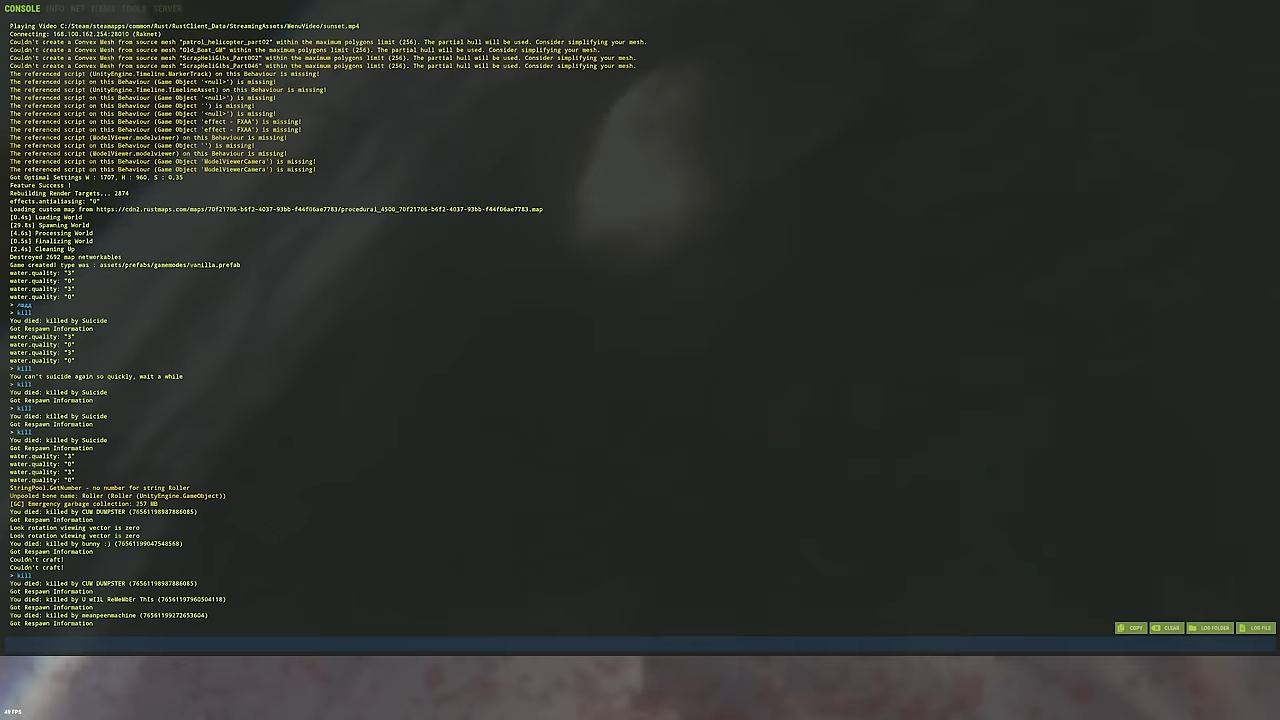 CONSOLE INFO NET ITEMS TOOLS SERVER
Playing Video C:/Steam/steamapps/common/Rust/RustClient_Data/StreamingAssets/MenuVideo/sunset.mp4
Connecting: 168.100.162.254:28010 (Raknet)
Couldn't create a Convex Mesh from source mesh "patrol_helicopter_part02" within the maximum polygons limit (256). The partial hull will be used. Consider simplifying your mesh.
Couldn't create a Convex Mesh from source mesh "Old_Boat_GM" within the maximum polygons limit (256). The partial hull will be used. Consider simplifying your mesh.
Couldn't create a Convex Mesh from source mesh "ScrapHeliGibs_Part002" within the maximum polygons limit (256). The partial hull will be used. Consider simplifying your mesh.
Couldn't create a Convex Mesh from source mesh "ScrapHeliGibs_Part046" within the maximum polygons limit (256). The partial hull will be used. Consider simplifying your mesh.
The referenced script (UnityEngine.Timeline.MarkerTrack) on this Behaviour is missing!
The referenced script on this Behaviour (Game Object '<null>') is missing!
The referenced script (UnityEngine.Timeline.TimelineAsset) on this Behaviour is missing!
The referenced script on this Behaviour (Game Object '<null>') is missing!
The referenced script on this Behaviour (Game Object '') is missing!
The referenced script on this Behaviour (Game Object '<null>') is missing!
The referenced script on this Behaviour (Game Object 'effect - FXAA') is missing!
The referenced script on this Behaviour (Game Object 'effect - FXAA') is missing!
The referenced script (ModelViewer.modelviewer) on this Behaviour is missing!
The referenced script on this Behaviour (Game Object '') is missing!
The referenced script (ModelViewer.modelviewer) on this Behaviour is missing!
The referenced script on this Behaviour (Game Object 'ModelViewerCamera') is missing!
The referenced script on this Behaviour (Game Object 'ModelViewerCamera') is missing!
Got Optimal Settings W : 1707, H : 960, S : 0.35
Feature Success !
Rebuilding Render Targets... 2874
effects.antialiasing: "0"
Loading custom map from https://cdn2.rustmaps.com/maps/70f21706-b6f2-4037-93bb-f44f06ae7783/procedural_4500_70f21706-b6f2-4037-93bb-f44f06ae7783.map
[0.4s] Loading World
[29.8s] Spawning World
[4.6s] Processing World
[0.5s] Finalizing World
[2.4s] Cleaning Up
Destroyed 2692 map networkables
Game created! type was : assets/prefabs/gamemodes/vanilla.prefab
water.quality: "3"
water.quality: "0"
water.quality: "3"
water.quality: "0"
> лшдд
> kill
You died: killed by Suicide
Got Respawn Information
water.quality: "3"
water.quality: "0"
water.quality: "3"
water.quality: "0"
> kill
You can't suicide again so quickly, wait a while
> kill
You died: killed by Suicide
Got Respawn Information
> kill
You died: killed by Suicide
Got Respawn Information
> kill
You died: killed by Suicide
Got Respawn Information
water.quality: "3"
water.quality: "0"
water.quality: "3"
water.quality: "0"
StringPool.GetNumber - no number for string Roller
Unpooled bone name: Roller (Roller (UnityEngine.GameObject))
[GC] Emergency garbage collection: 257 MB
You died: killed by CUM DUMPSTER (76561198987886085)
Got Respawn Information
Look rotation viewing vector is zero
Look rotation viewing vector is zero
You died: killed by bunny :) (76561199047548568)
Got Respawn Information
Couldn't craft!
Couldn't craft!
> kill
You died: killed by CUM DUMPSTER (76561198987886085)
Got Respawn Information
You died: killed by U wILL ReMeMbEr ThIs (76561197960504118)
Got Respawn Information
You died: killed by meanpeenmachine (76561199272653604)
Got Respawn Information
COPY CLEAR LOG FOLDER LOG FILE
49 FPS